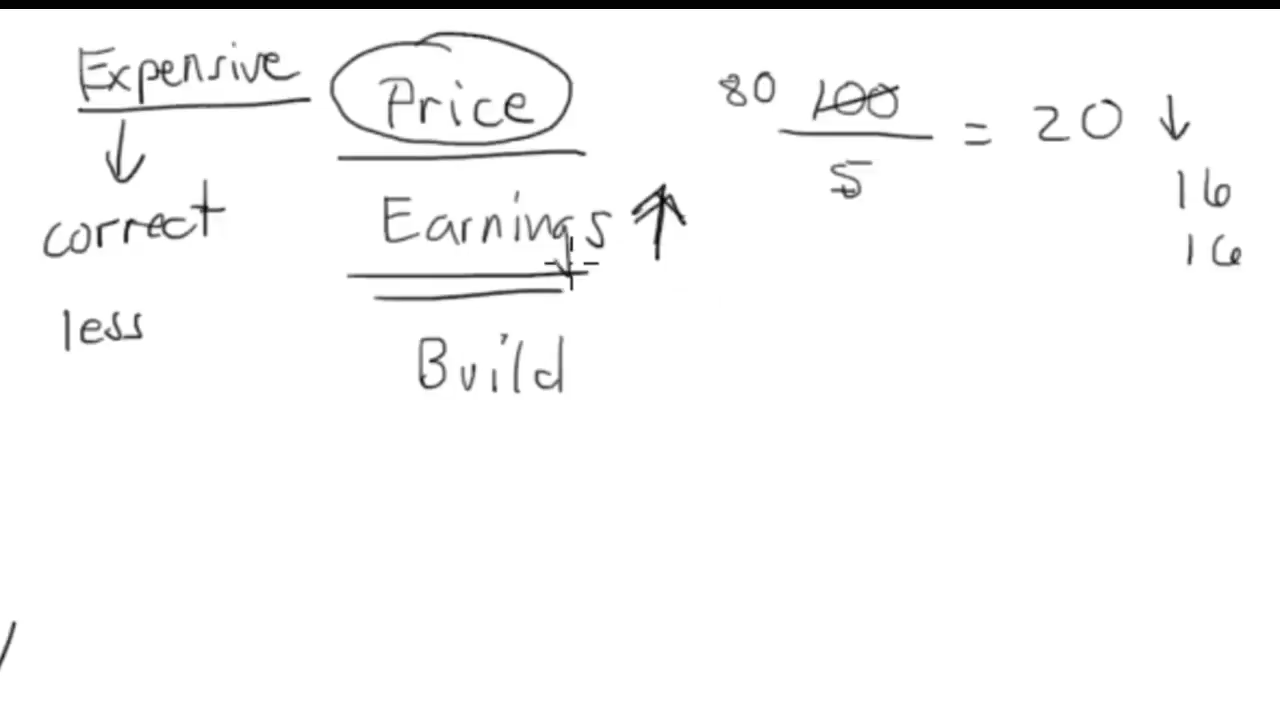 Expensive
Price
Earnings
correct
less
Build
80 100
5
= 20
16
16